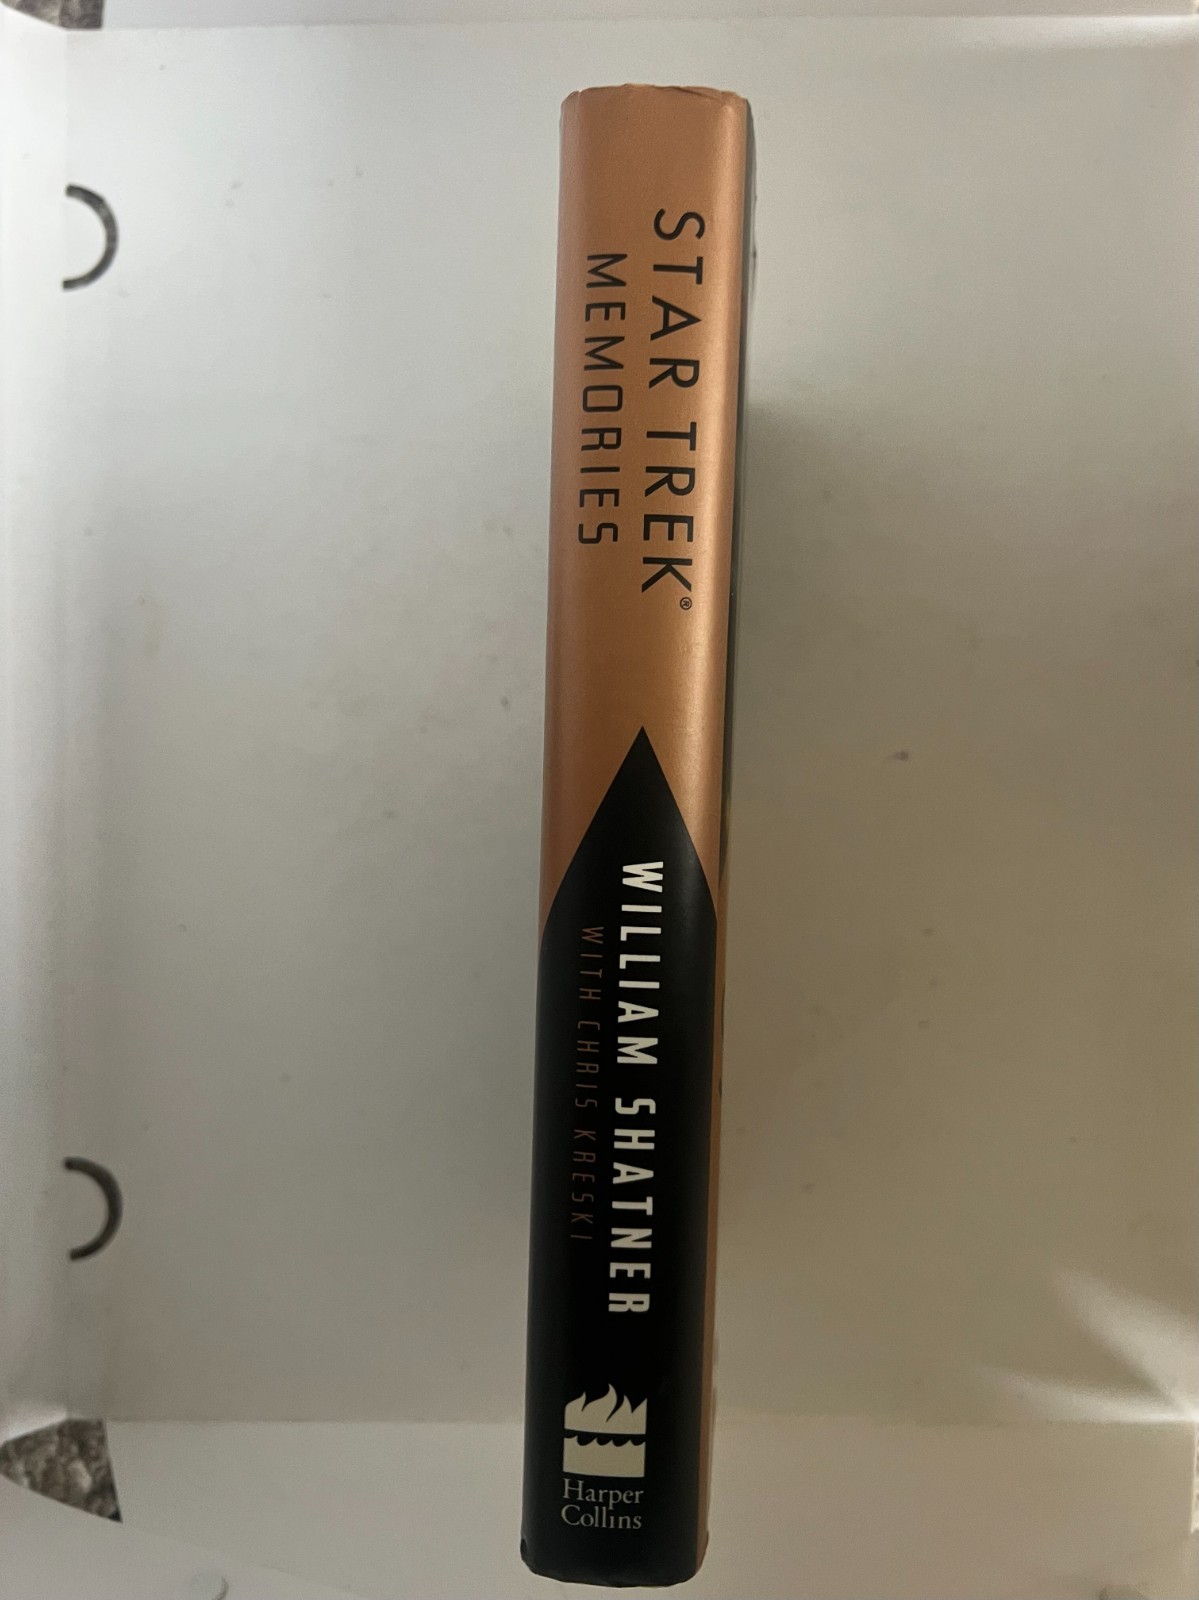 STAR TREK®
MEMORIES
WILLIAM SHATNER
WITH CHRIS KRESKI
Harper
Collins